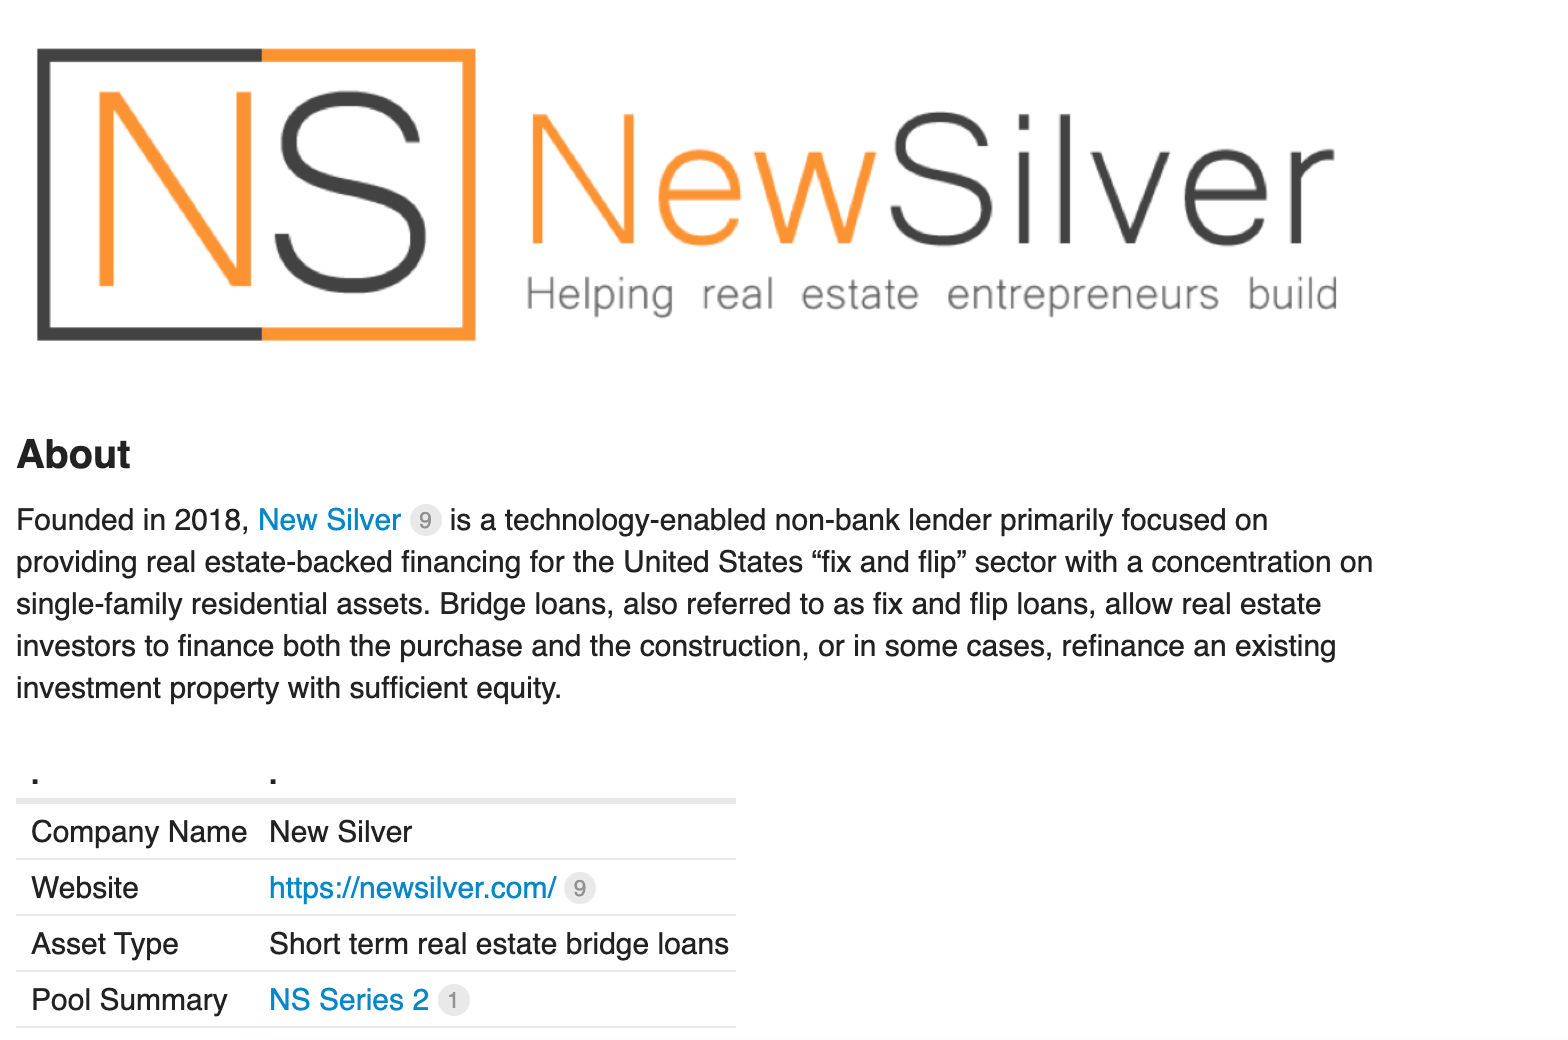 NS
NewSilver
Helping real estate entrepreneurs build
About
Founded in 2018, New Silver 9 is a technology-enabled non-bank lender primarily focused on
providing real estate-backed financing for the United States “fix and flip” sector with a concentration on
single-family residential assets. Bridge loans, also referred to as fix and flip loans, allow real estate
investors to finance both the purchase and the construction, or in some cases, refinance an existing
investment property with sufficient equity.
. .
Company Name New Silver
Website https://newsilver.com/ 9
Asset Type Short term real estate bridge loans
Pool Summary NS Series 2 1